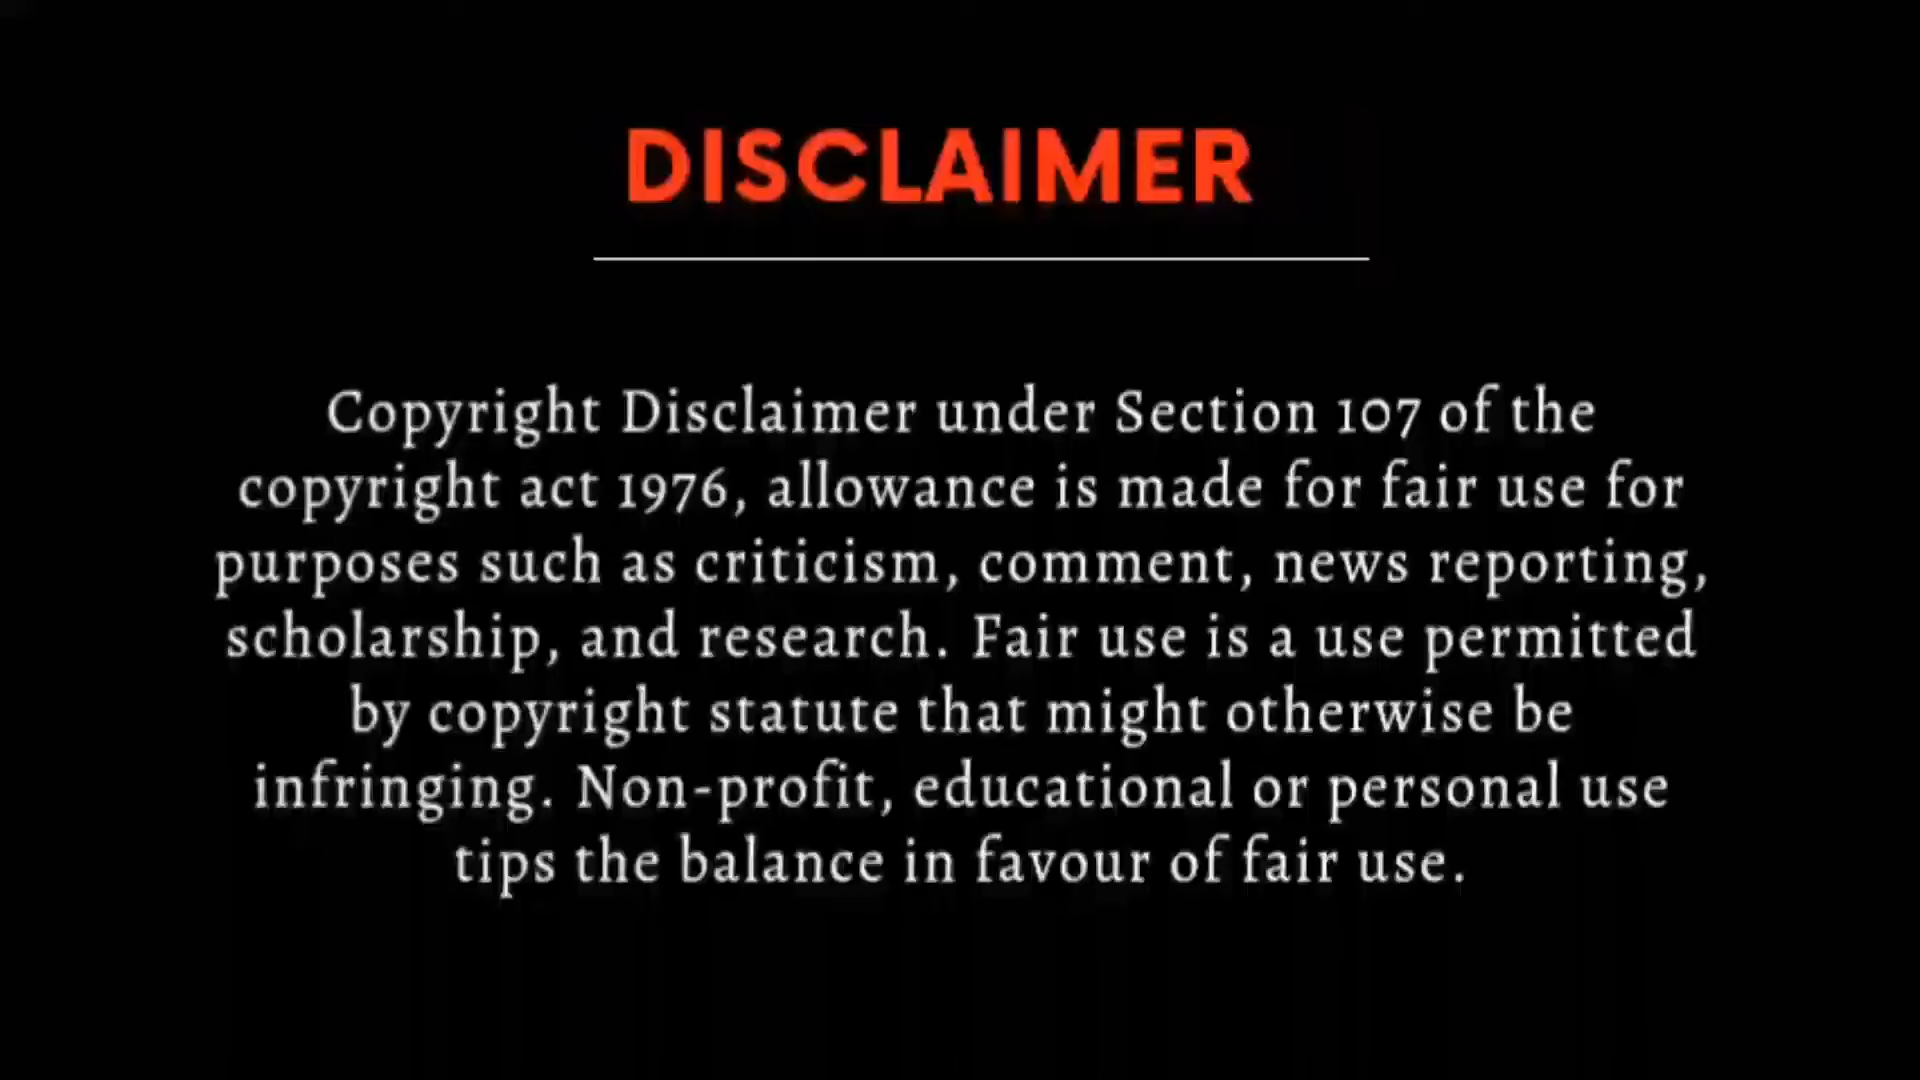 DISCLAIMER
Copyright Disclaimer under Section 107 of the
copyright act 1976, allowance is made for fair use for
purposes such as criticism, comment, news reporting,
scholarship, and research. Fair use is a use permitted
by copyright statute that might otherwise be
infringing. Non-profit, educational or personal use
tips the balance in favour of fair use.